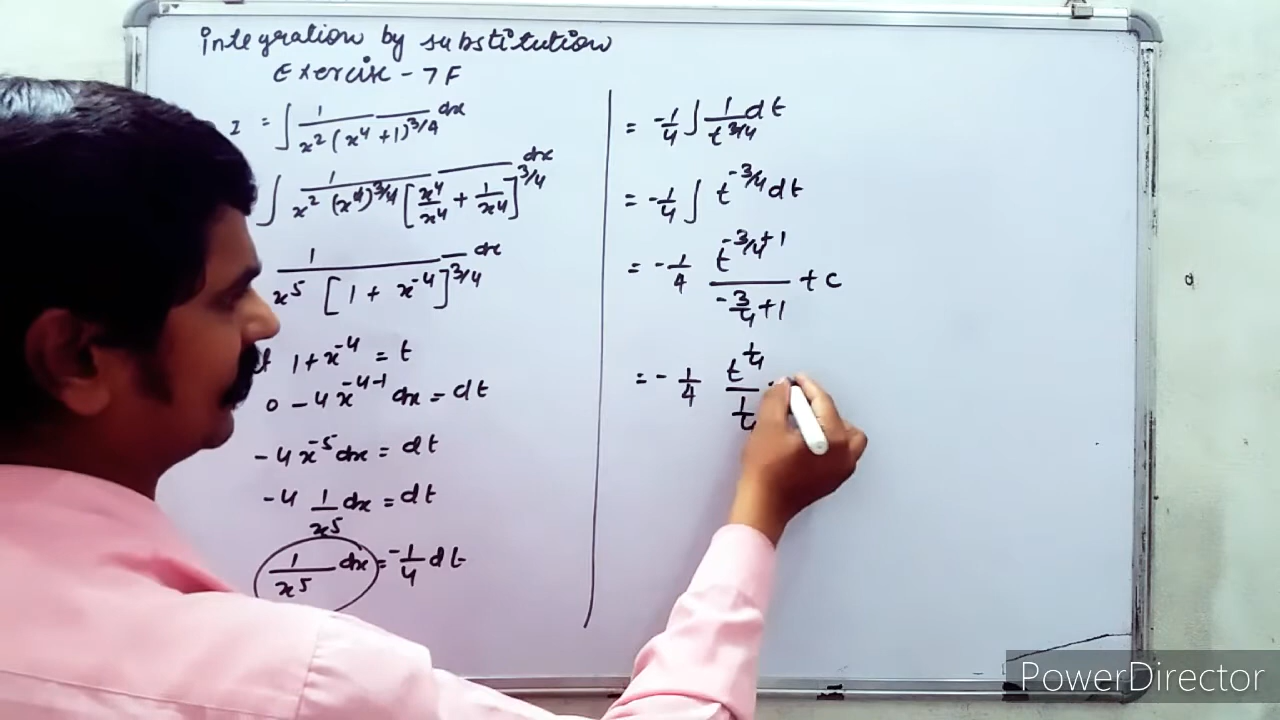 integration by substitution
Exercise - 7F
I = ∫ 1/(x² (x⁴ + 1)^3/4) dx
∫ 1/(x² (x⁴)^3/4 [x⁴/x⁴ + 1/x⁴]^3/4) dx
1/(x⁵ [1 + x^-4]^3/4) dx
1 + x^-4 = t
0 - 4x^-4-1 dx = dt
-4x^-5 dx = dt
-4 1/x⁵ dx = dt
1/x⁵ dx = -1/4 dt
= -1/4 ∫ 1/t^3/4 dt
= -1/4 ∫ t^-3/4 dt
= -1/4 t^-3/4+1/(-3/4+1) + c
= -1/4 t^1/4/(1/4)
PowerDirector